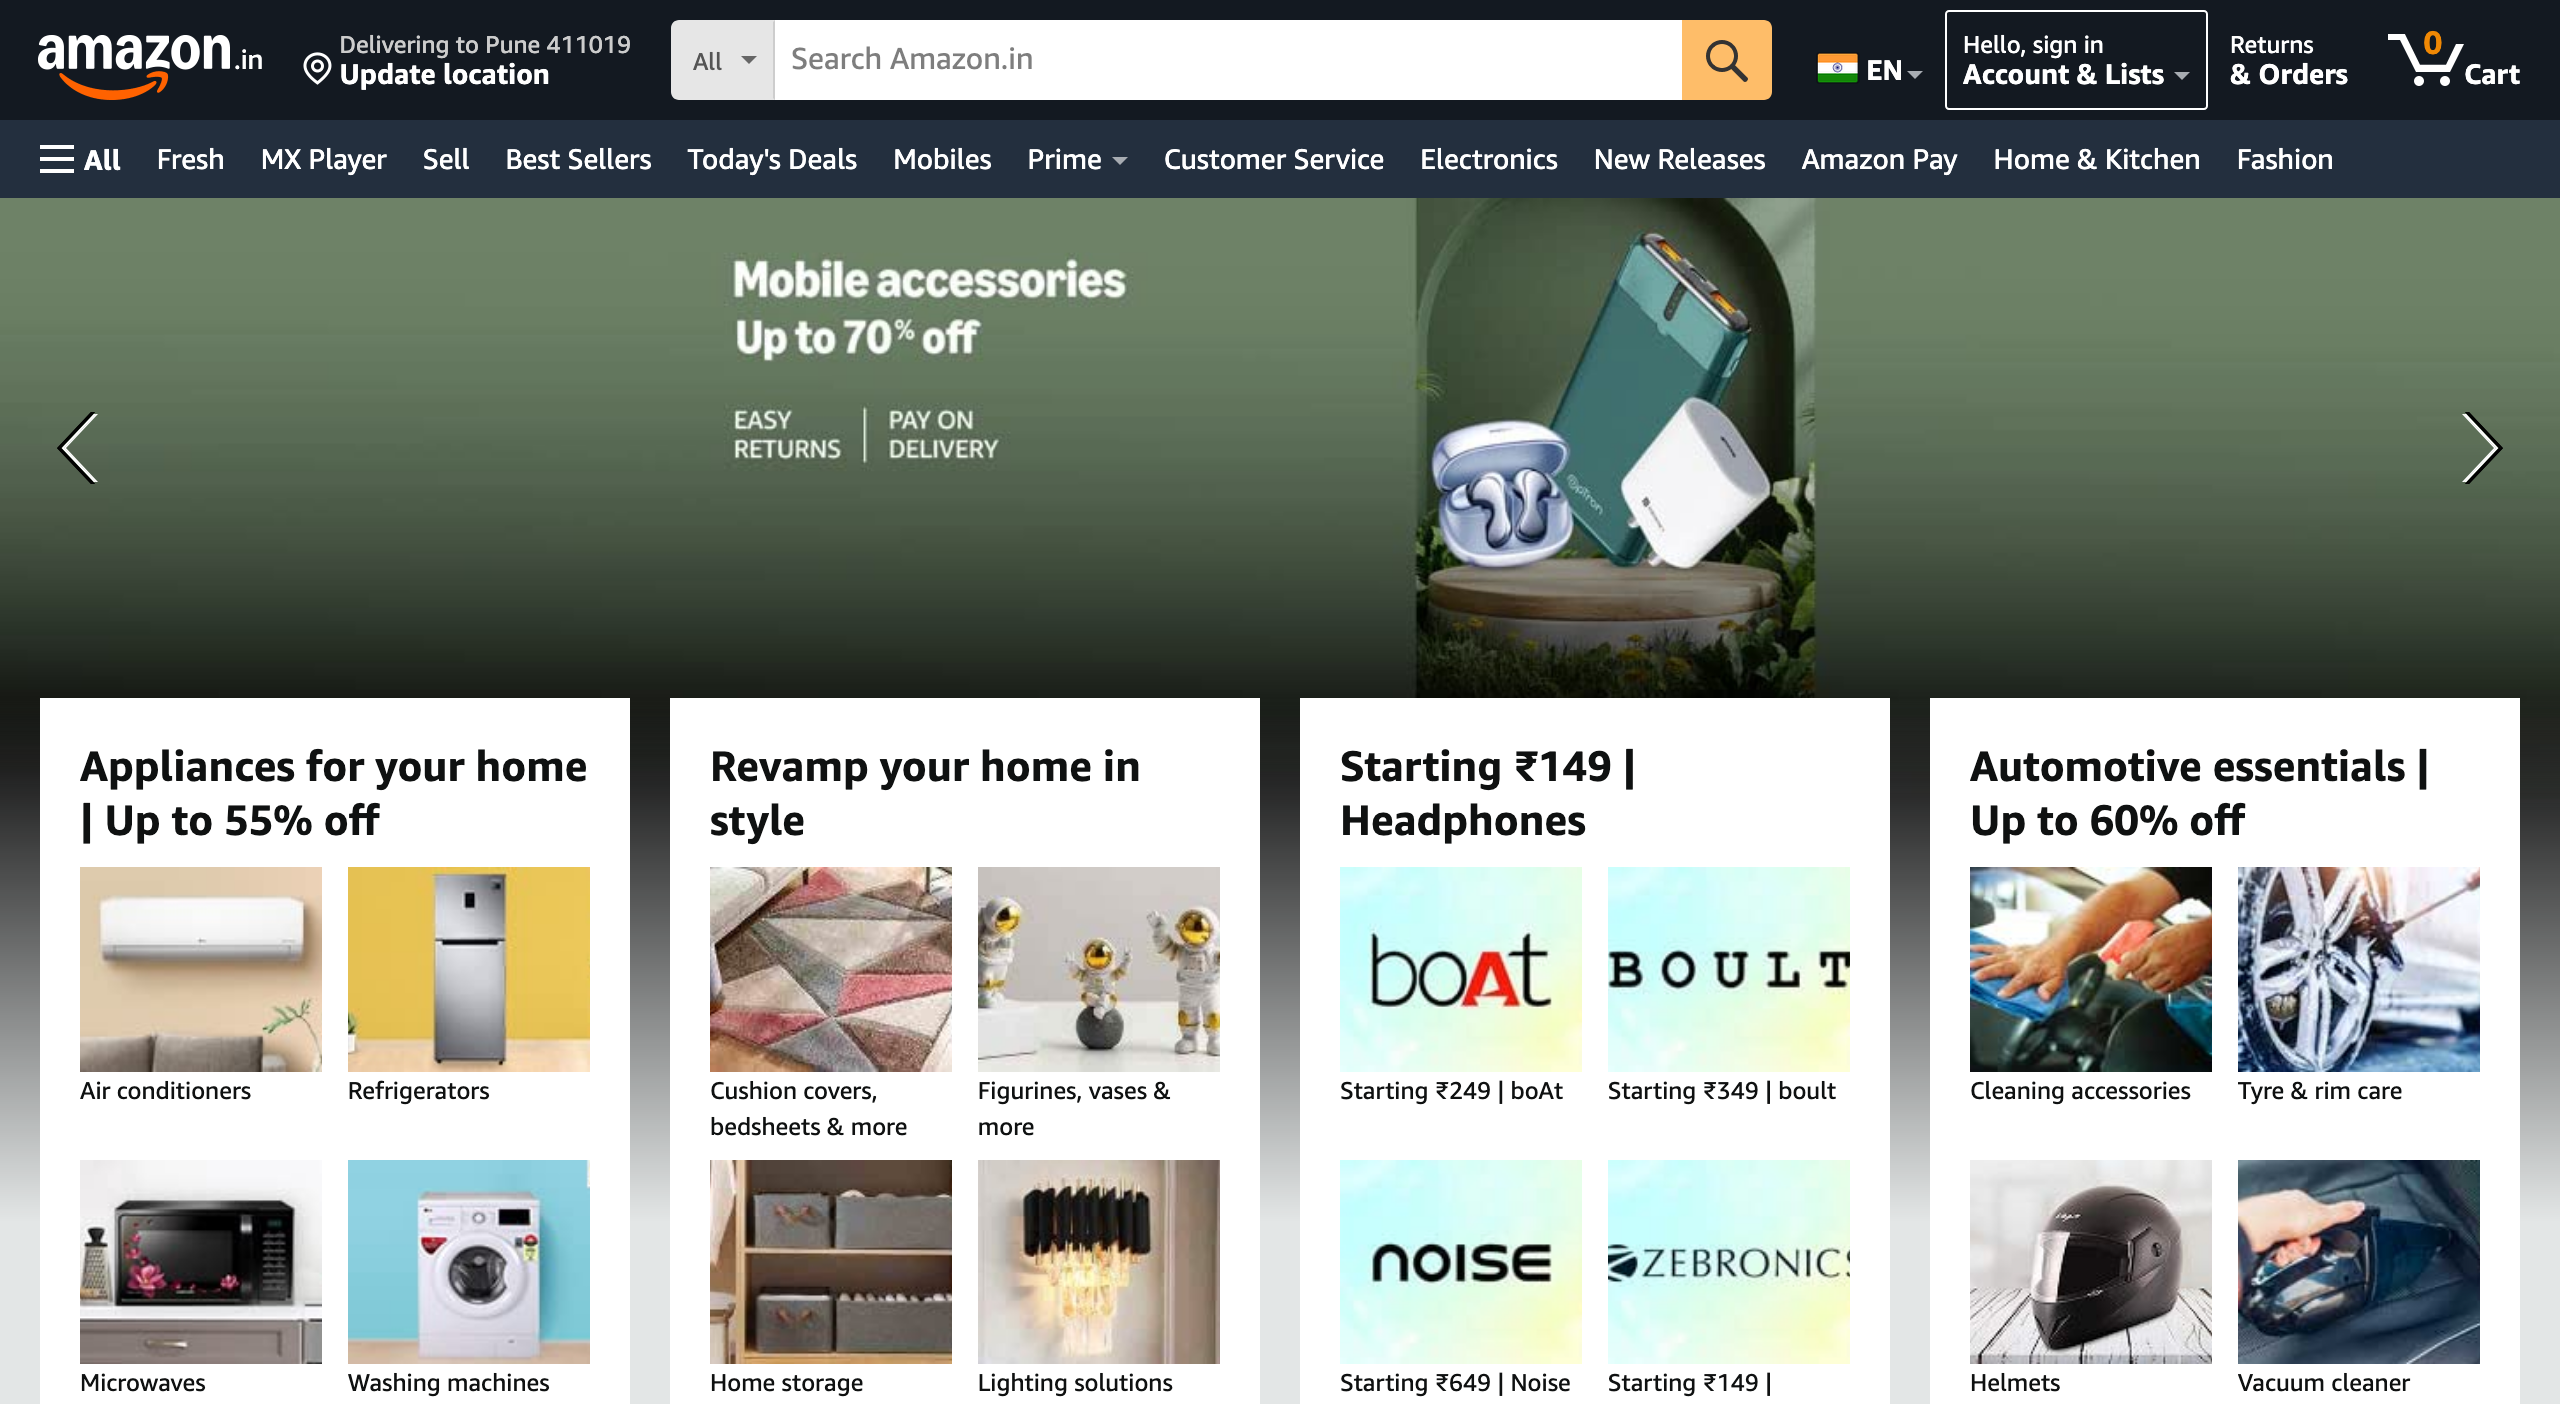 amazon.in
Delivering to Pune 411019
Update location
All
Search Amazon.in
EN
Hello, sign in
Account & Lists
Returns
& Orders
0
Cart
All
Fresh
MX Player
Sell
Best Sellers
Today's Deals
Mobiles
Prime
Customer Service
Electronics
New Releases
Amazon Pay
Home & Kitchen
Fashion
Mobile accessories
Up to 70% off
EASY
RETURNS
PAY ON
DELIVERY
Appliances for your home
| Up to 55% off
Air conditioners
Refrigerators
Microwaves
Washing machines
Revamp your home in
style
Cushion covers,
bedsheets & more
Figurines, vases &
more
Home storage
Lighting solutions
Starting ₹149 |
Headphones
boAt
BOULT
Starting ₹249 | boAt
Starting ₹349 | boult
NOISE
ZEBRONICS
Starting ₹649 | Noise
Starting ₹149 |
Automotive essentials |
Up to 60% off
Cleaning accessories
Tyre & rim care
Helmets
Vacuum cleaner